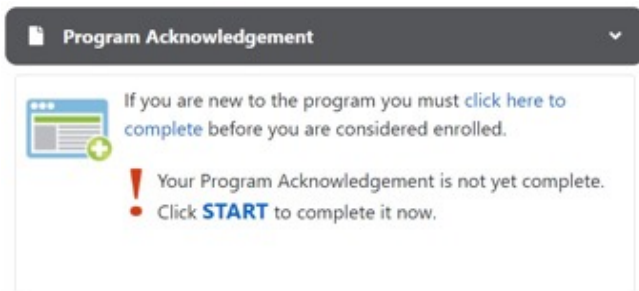 Program Acknowledgement
If you are new to the program you must click here to
complete before you are considered enrolled.
! Your Program Acknowledgement is not yet complete.
Click START to complete it now.